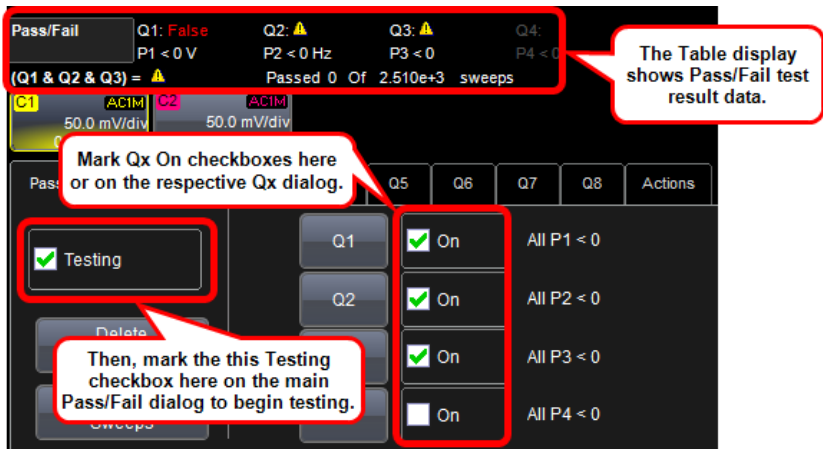 Pass/Fail Q1: False Q2: Q3: Q4:
P1 < 0 V P2 < 0 Hz P3 < 0 P4 < 0
(Q1 & Q2 & Q3) = Passed 0 Of 2.510e+3 sweeps
The Table display
shows Pass/Fail test
result data.
C1 AC1M C2 AC1M
50.0 mV/div 50.0 mV/div
Mark Qx On checkboxes here
or on the respective Qx dialog.
Pas Q5 Q6 Q7 Q8 Actions
Testing
Q1 On All P1 < 0
Q2 On All P2 < 0
On All P3 < 0
On All P4 < 0
Delete
Then, mark the this Testing
checkbox here on the main
Pass/Fail dialog to begin testing.
Sweeps